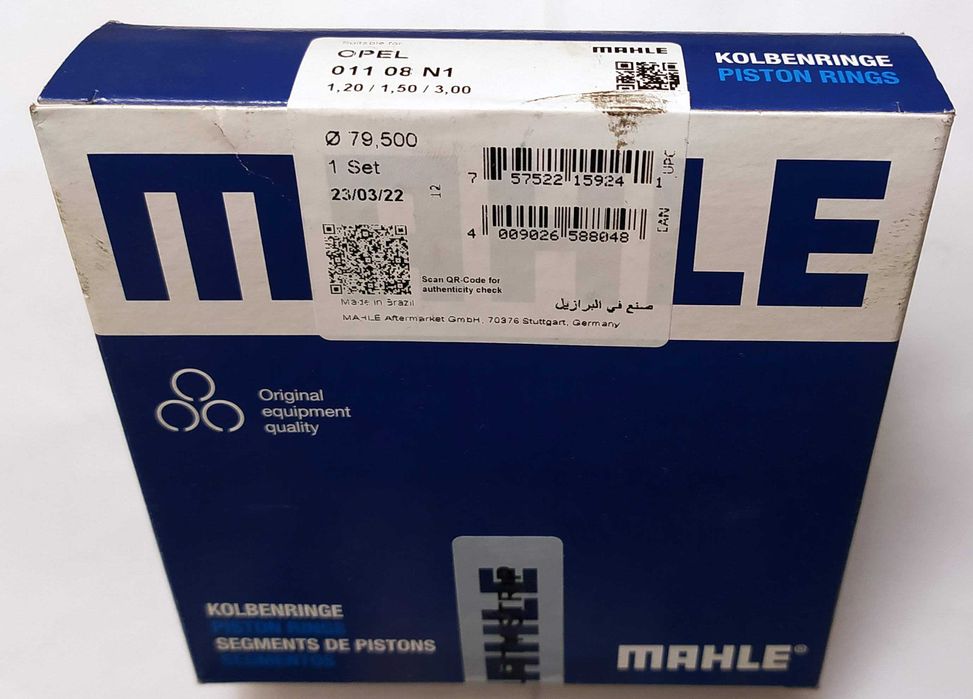 Suitable for
OPEL
MAHLE
011 08 N1
1,20 / 1,50 / 3,00
KOLBENRINGE
PISTON RINGS
Ø 79,500
1 Set
23/03/22
12
7 57522 15924 1
UPC
4 009026 588048
EAN
Scan QR-Code for
authenticity check
Made in Brazil
صنع في البرازيل
MAHLE Aftermarket GmbH, 70376 Stuttgart, Germany
MAHLE
Original
equipment
quality
KOLBENRINGE
PISTON RINGS
SEGMENTS DE PISTONS
SEGMENTOS
MAHLE®